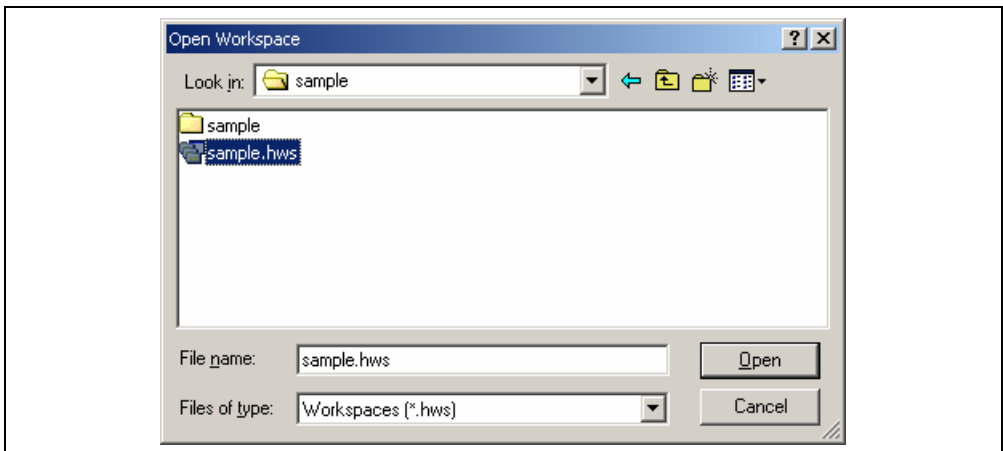 Open Workspace
Look in: sample
sample
sample.hws
File name: sample.hws Open
Files of type: Workspaces (*.hws) Cancel